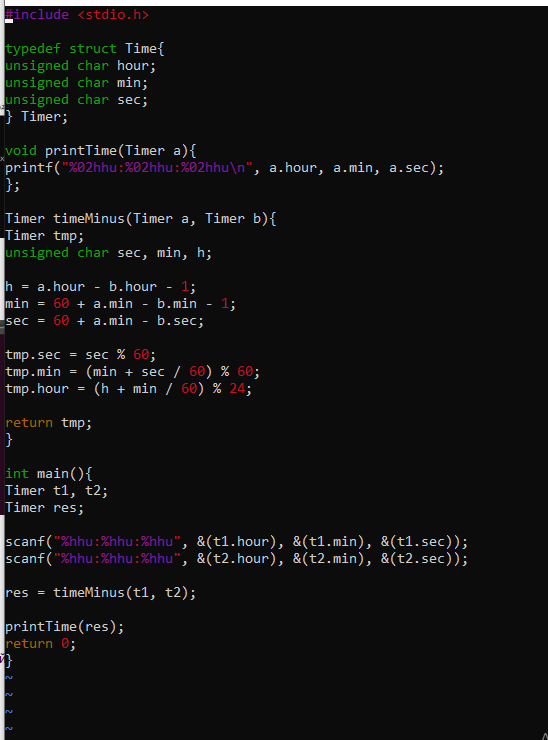 #include <stdio.h>
typedef struct Time{
unsigned char hour;
unsigned char min;
unsigned char sec;
} Timer;
void printTime(Timer a){
printf("%02hhu:%02hhu:%02hhu\n", a.hour, a.min, a.sec);
};
Timer timeMinus(Timer a, Timer b){
Timer tmp;
unsigned char sec, min, h;
h = a.hour - b.hour - 1;
min = 60 + a.min - b.min - 1;
sec = 60 + a.min - b.sec;
tmp.sec = sec % 60;
tmp.min = (min + sec / 60) % 60;
tmp.hour = (h + min / 60) % 24;
return tmp;
}
int main(){
Timer t1, t2;
Timer res;
scanf("%hhu:%hhu:%hhu", &(t1.hour), &(t1.min), &(t1.sec));
scanf("%hhu:%hhu:%hhu", &(t2.hour), &(t2.min), &(t2.sec));
res = timeMinus(t1, t2);
printTime(res);
return 0;
}
~
~
~
~